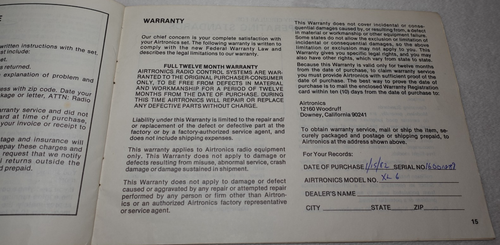 written instructions with the set,
st include:
et.
e returned.
explanation of problem and
ess with zip code. Date your
kage or letter, ATTN: Radio
arranty service and did not
ard at time of purchase,
your invoice or receipt to
stage and insurance will
epay these charges and
request that we notify
l returns outside the
d prepaid.
WARRANTY
Our chief concern is your complete satisfaction with
your Airtronics set. The following warranty is written to
comply with the new Federal Warranty Law and
describes the legal limitations to our warranty.
FULL TWELVE MONTH WARRANTY
AIRTRONICS RADIO CONTROL SYSTEMS ARE WAR-
RANTED TO THE ORIGINAL PURCHASER-CONSUMER
ONLY, TO BE FREE FROM DEFECTS IN MATERIAL
AND WORKMANSHIP FOR A PERIOD OF TWELVE
MONTHS FROM THE DATE OF PURCHASE. DURING
THIS TIME AIRTRONICS WILL REPAIR OR REPLACE
ANY DEFECTIVE PARTS WITHOUT CHARGE.
Liability under this Warranty is limited to the repair and
or replacement of the defect or defective part at the
factory or by a factory-authorized service agent, and
does not include shipping expenses.
This warranty applies to Airtronics radio equipment
only. This Warranty does not apply to damage or
defects resulting from misuse, abnormal service, crash
damage or damage sustained in shipment.
This Warranty does not apply to damage or defect
caused or aggravated by any repair or attempted repair
performed by any person or firm other than Airtron-
ics or an authorized Airtronics factory representative
or service agent.
This Warranty does not cover incidental or conse-
quential damages caused by, or resulting from, a defect
in material or workmanship or other equipment failure.
Some states do not allow the exclusion or limitation of
incidental or consequential damages, so the above
limitation or exclusion may not apply to you. This
Warranty gives you specific legal rights, and you may
also have other rights, which vary from state to state.
Because this Warranty is valid only for twelve months
from the date of purchase, to claim warranty service
you must provide Airtronics with sufficient proof of the
date of purchase. The best way to prove the date of
purchase is to mail the enclosed Warranty Registration
card within ten (10) days from the date of purchase to:
Airtronics
12160 Woodruff
Downey, California 90241
To obtain warranty service, mail or ship the item, se-
curely packaged and postage or shipping prepaid, to
Airtronics at the address shown above.
For Your Records:
DATE OF PURCHASE SERIAL NO.
AIRTRONICS MODEL NO. XL 6
DEALER'S NAME
CITY STATE ZIP
15